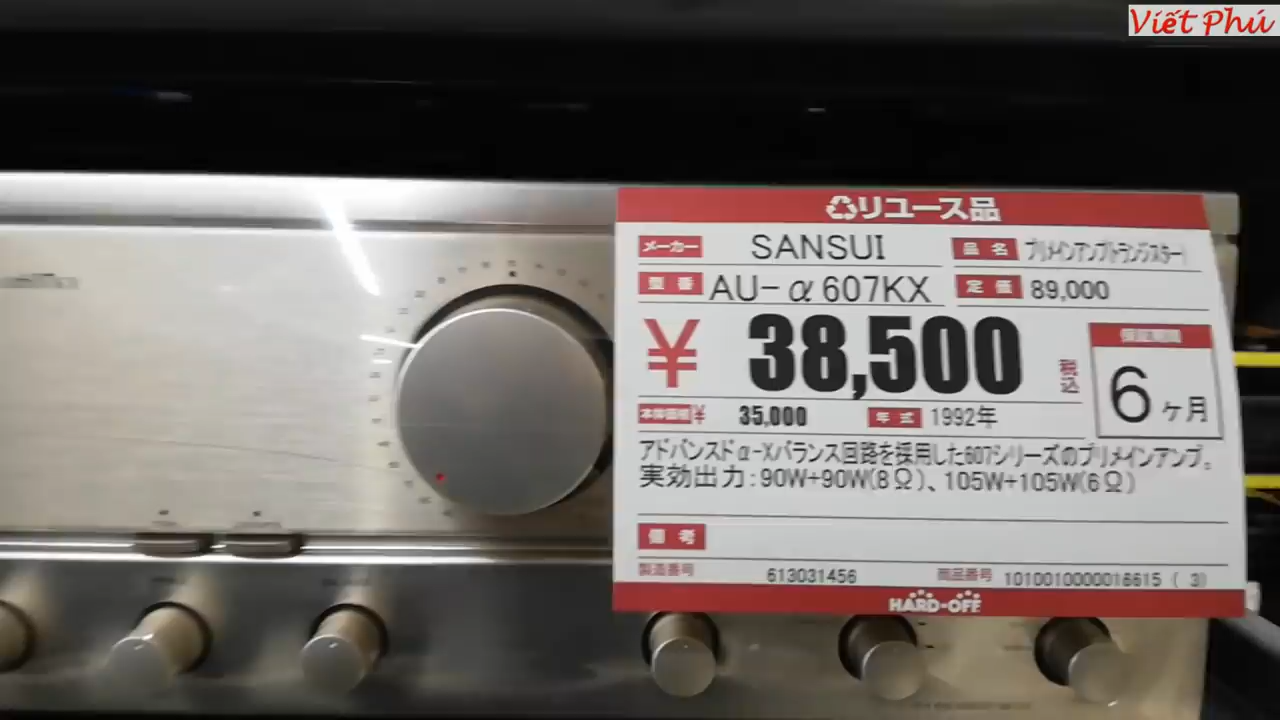 Viết Phú
リユース品
メーカー SANSUI 品名 プリメインアンプ(トランジスター)
型番 AU-α607KX 定価 89,000
¥38,500 税込
保証期間
6ヶ月
本体価格¥ 35,000 年式 1992年
アドバンスドα-Xバランス回路を採用した607シリーズのプリメインアンプ。
実効出力:90W+90W(8Ω)、105W+105W(6Ω)
備考
製造番号 613031456 商品番号 1010010000016615 ( 3)
HARD-OFF